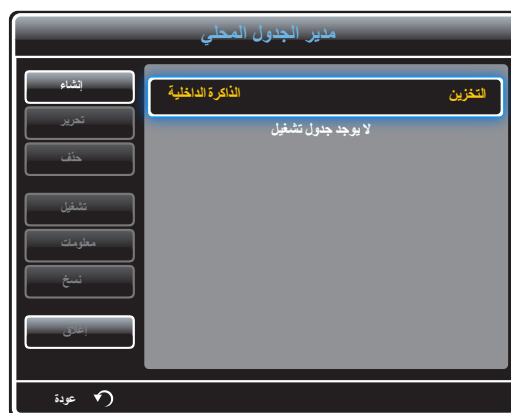 مدير الجدول المحلي
التخزين الذاكرة الداخلية
لا يوجد جدول تشغيل
إنشاء
تحرير
حذف
تشغيل
معلومات
نسخ
إغلاق
عودة